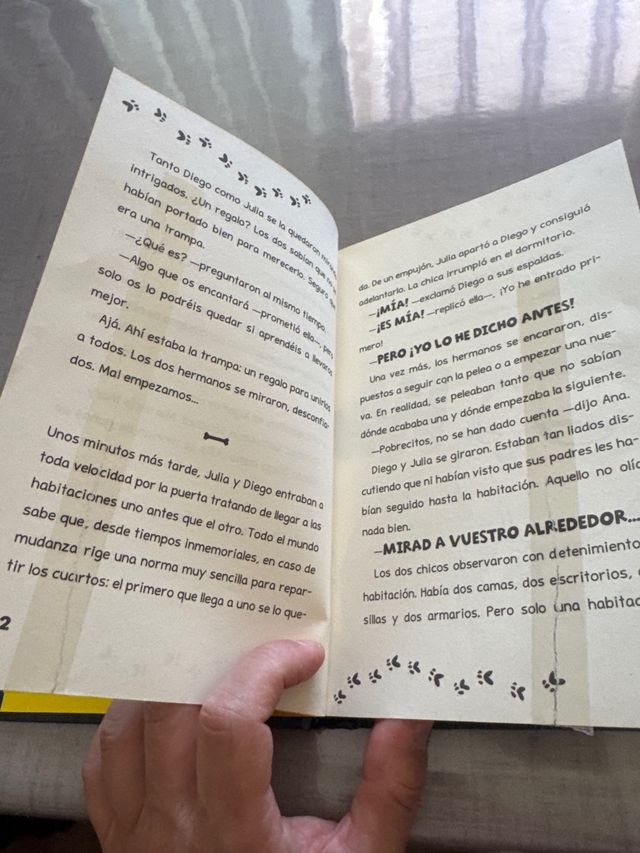 Tanto Diego como Julia se la quedaron
intrigados. ¿Un regalo? Los dos sabían que no
habían portado bien para merecerlo. Seguro que
era una trampa.
—¿Qué es? —preguntaron al mismo tiempo.
—Algo que os encantará —prometió ella—, pero
solo os lo podréis quedar si aprendéis a llevaros
mejor.
Ajá. Ahí estaba la trampa: un regalo para unirlos
a todos. Los dos hermanos se miraron, desconfia-
dos. Mal empezamos...
Unos minutos más tarde, Julia y Diego entraban a
toda velocidad por la puerta tratando de llegar a las
habitaciones uno antes que el otro. Todo el mundo
sabe que, desde tiempos inmemoriales, en caso de
mudanza rige una norma muy sencilla para repar-
tir los cuartos: el primero que llega a uno se lo que-
2
da. De un empujón, Julia apartó a Diego y consiguió
adelantarlo. La chica irrumpió en el dormitorio.
—¡MÍA! —exclamó Diego a sus espaldas.
—¡ES MÍA! —replicó ella—. ¡Yo he entrado pri-
mero!
—PERO ¡YO LO HE DICHO ANTES!
Una vez más, los hermanos se encararon, dis-
puestos a seguir con la pelea o a empezar una nue-
va. En realidad, se peleaban tanto que no sabían
dónde acababa una y dónde empezaba la siguiente.
—Pobrecitos, no se han dado cuenta —dijo Ana.
Diego y Julia se giraron. Estaban tan liados dis-
cutiendo que ni habían visto que sus padres les ha-
bían seguido hasta la habitación. Aquello no olía
nada bien.
—MIRAD A VUESTRO ALREDEDOR...
Los dos chicos observaron con detenimiento
habitación. Había dos camas, dos escritorios,
sillas y dos armarios. Pero solo una habitac